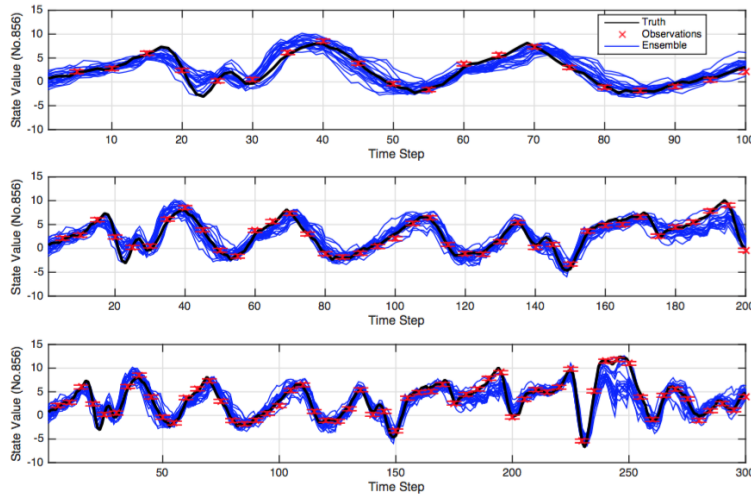 15
10
5
0
-5
-10
State Value (No.856)
Truth
Observations
Ensemble
10 20 30 40 50 60 70 80 90 100
Time Step
15
10
5
0
-5
-10
State Value (No.856)
20 40 60 80 100 120 140 160 180 200
Time Step
15
10
5
0
-5
-10
State Value (No.856)
50 100 150 200 250 300
Time Step